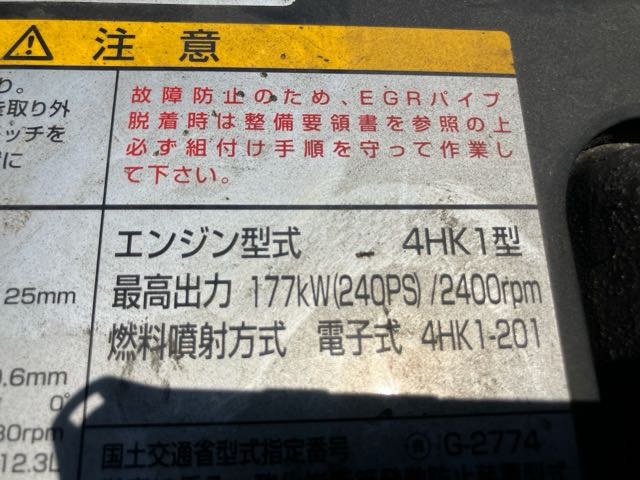 注意
り。
を取り外
ッチを
に
故障防止のため、EGRパイプ
脱着時は整備要領書を参照の上
必ず組付け手順を守って作業し
て下さい。
25mm
0.6mm
0°
30rpm
12.3L
エンジン型式 4HK1型
最高出力 177kW(240PS)/2400rpm
燃料噴射方式 電子式 4HK1-201
国土交通省型式指定番号 G-2774